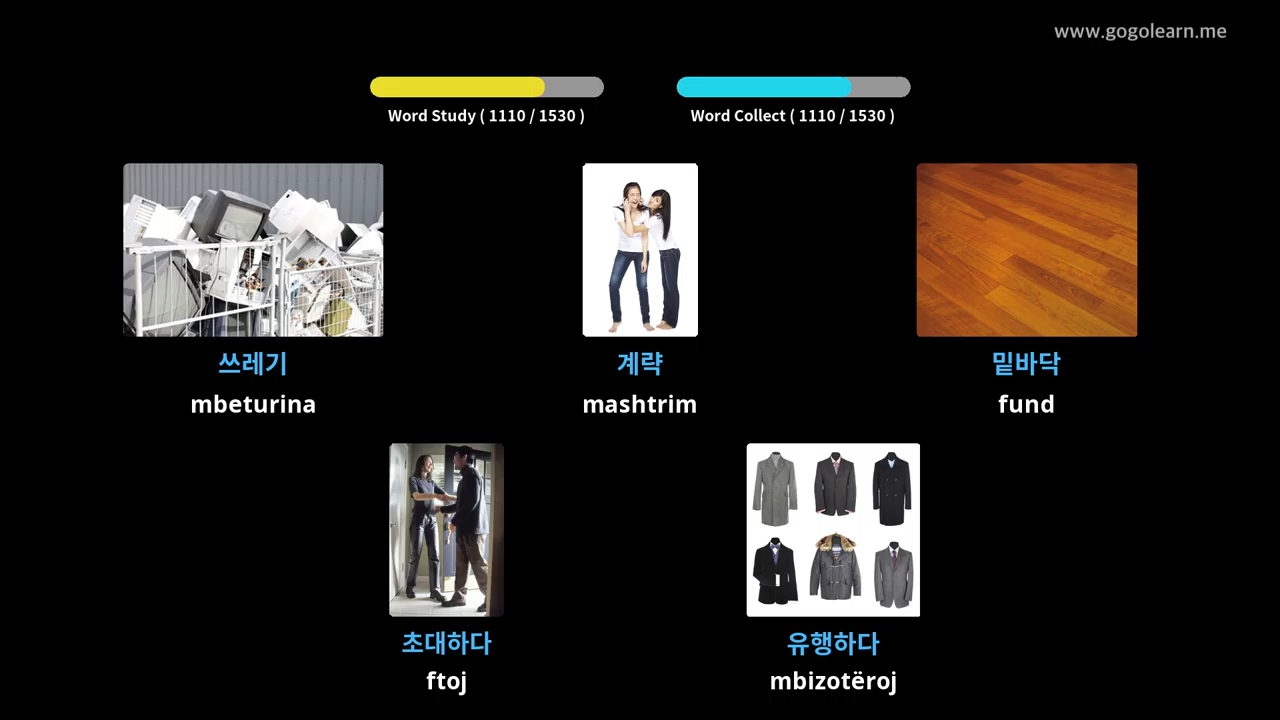 www.gogolearn.me
Word Study ( 1110 / 1530 )
Word Collect ( 1110 / 1530 )
쓰레기
mbeturina
계략
mashtrim
밑바닥
fund
초대하다
ftoj
유행하다
mbizotëroj